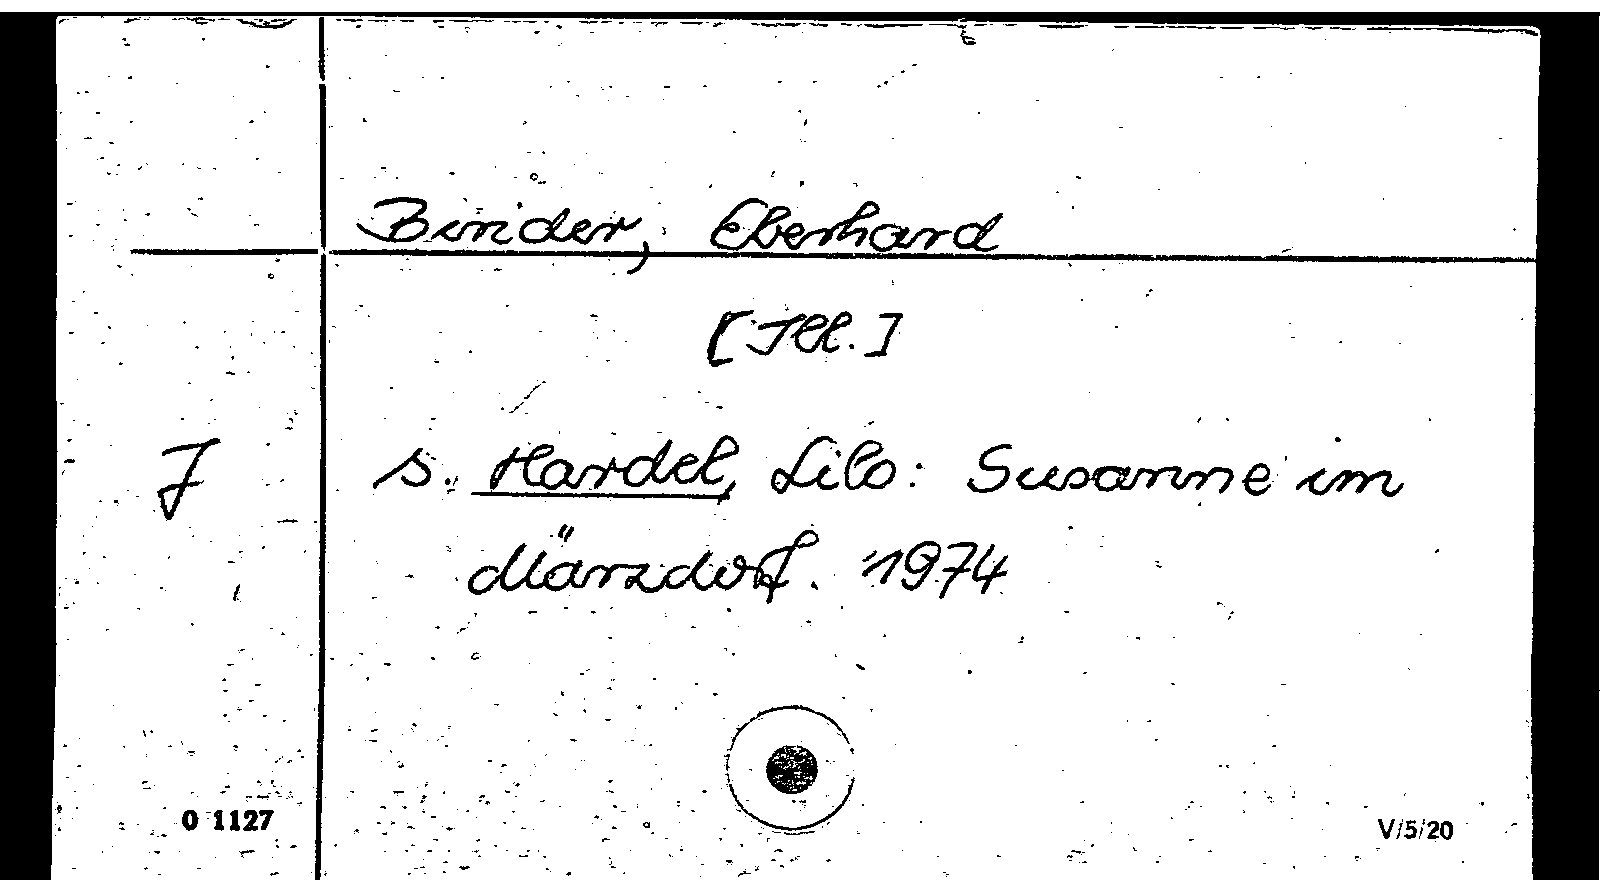 Binder, Eberhard
[Ill.]
J s. Hardel, Lilo: Susanne im
Märzdorf. 1974
0 1127
V/5/20